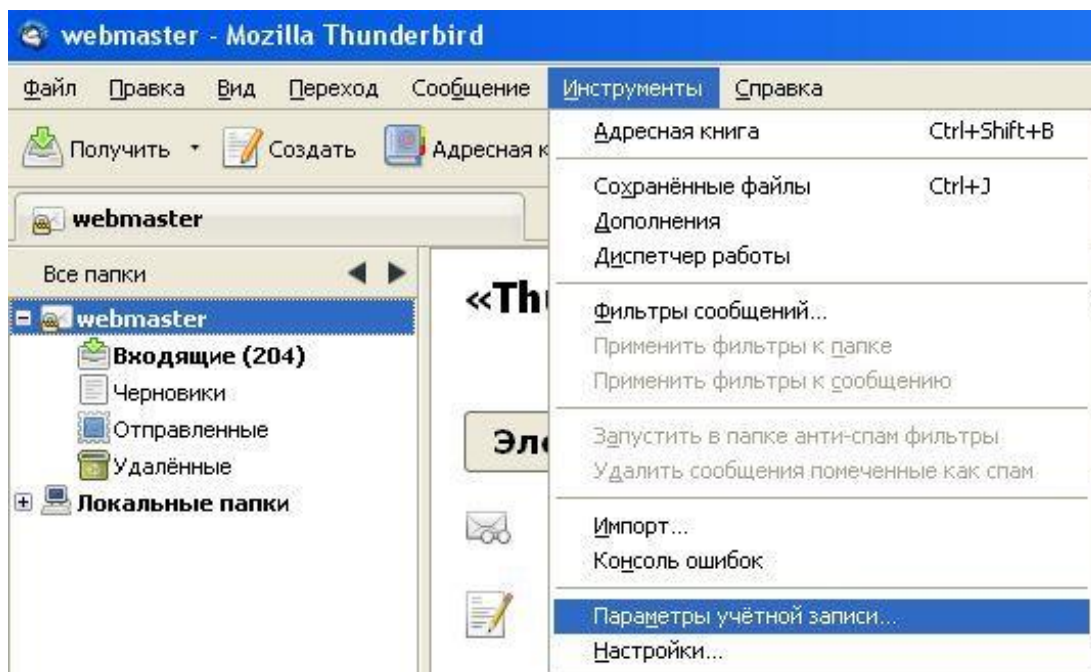 webmaster - Mozilla Thunderbird
Файл Правка Вид Переход Сообщение Инструменты Справка
Получить Создать Адресная к
webmaster
Все папки
webmaster
Входящие (204)
Черновики
Отправленные
Удалённые
Локальные папки
«Th
Эле
Адресная книга Ctrl+Shift+B
Сохранённые файлы Ctrl+J
Дополнения
Диспетчер работы
Фильтры сообщений...
Применить фильтры к папке
Применить фильтры к сообщению
Запустить в папке анти-спам фильтры
Удалить сообщения помеченные как спам
Импорт...
Консоль ошибок
Параметры учётной записи...
Настройки...